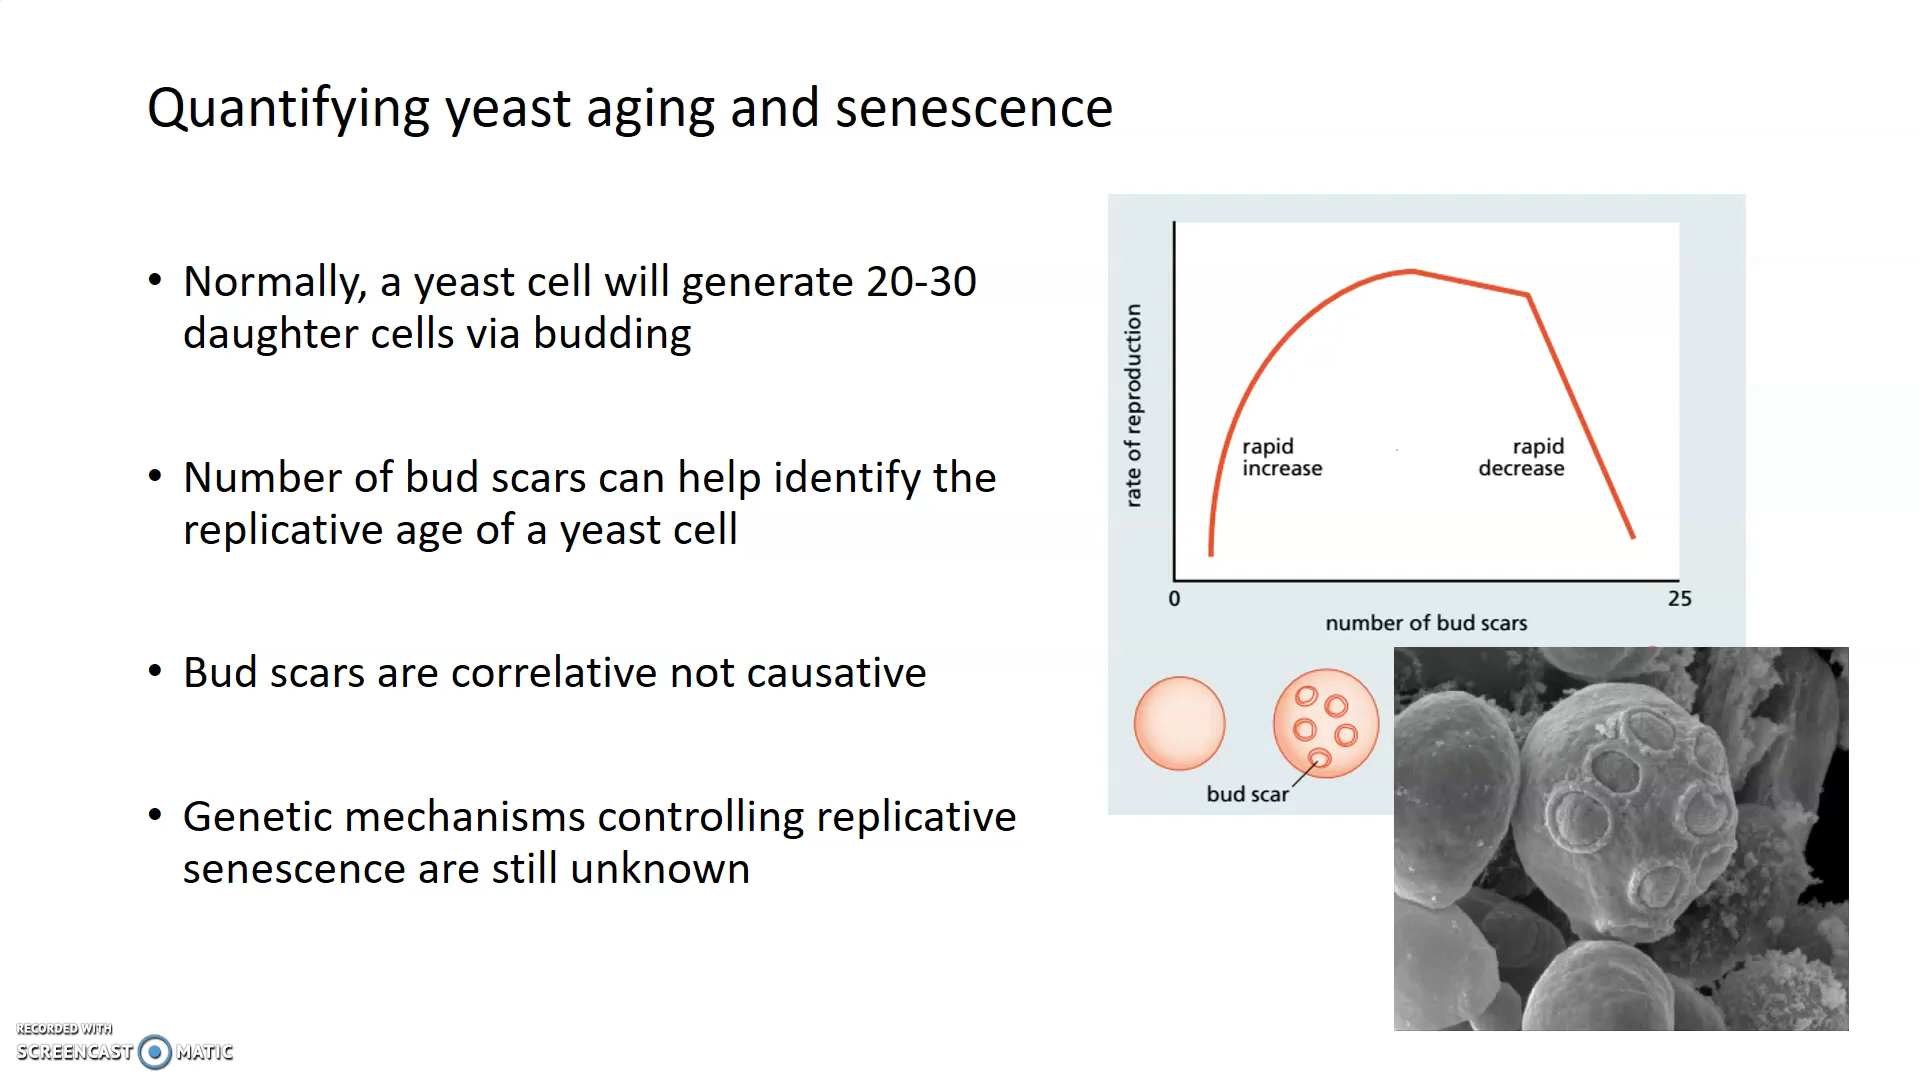 Quantifying yeast aging and senescence
• Normally, a yeast cell will generate 20-30
daughter cells via budding
• Number of bud scars can help identify the
replicative age of a yeast cell
• Bud scars are correlative not causative
• Genetic mechanisms controlling replicative
senescence are still unknown
rate of reproduction
rapid
increase
rapid
decrease
0
25
number of bud scars
bud scar
RECORDED WITH
SCREENCAST MATIC